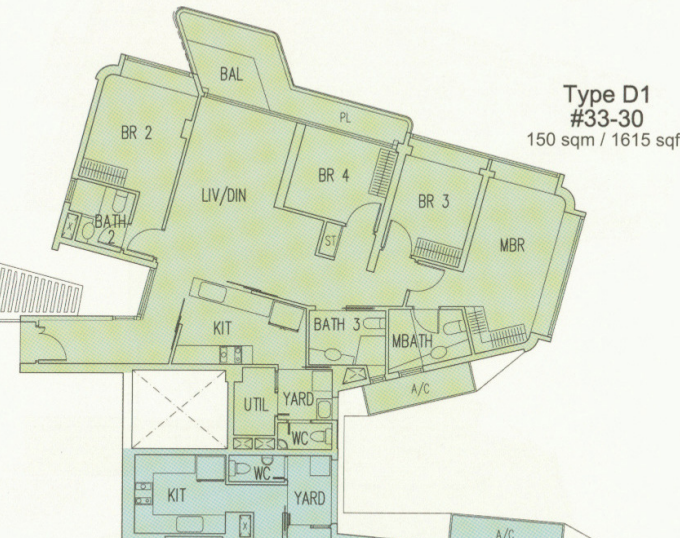 BAL
PL
Type D1
#33-30
150 sqm / 1615 sqf
BR 2
LIV/DIN
BR 4
BR 3
MBR
BATH
2
ST
KIT
BATH 3
MBATH
A/C
UTIL
YARD
WC
KIT
WC
YARD
A/C